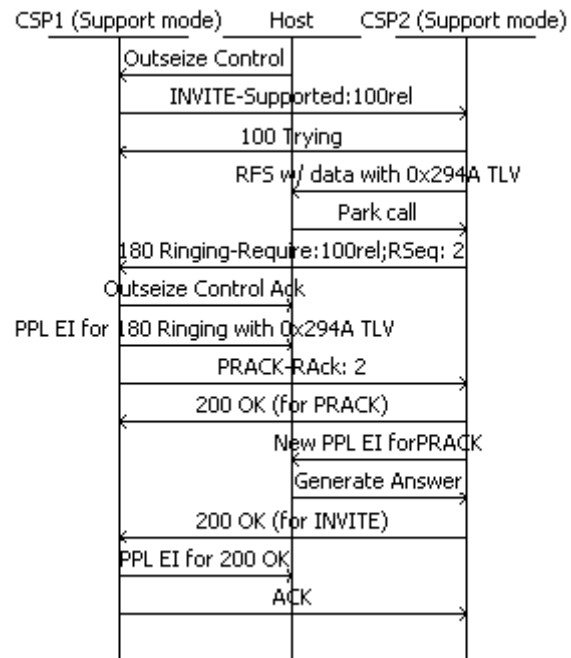 CSP1 (Support mode) Host CSP2 (Support mode)
Outseize Control
INVITE-Supported:100rel
100 Trying
RFS w/ data with 0x294A TLV
Park call
180 Ringing-Require:100rel;RSeq: 2
Outseize Control Ack
PPL EI for 180 Ringing with 0x294A TLV
PRACK-RAck: 2
200 OK (for PRACK)
New PPL EI forPRACK
Generate Answer
200 OK (for INVITE)
PPL EI for 200 OK
ACK